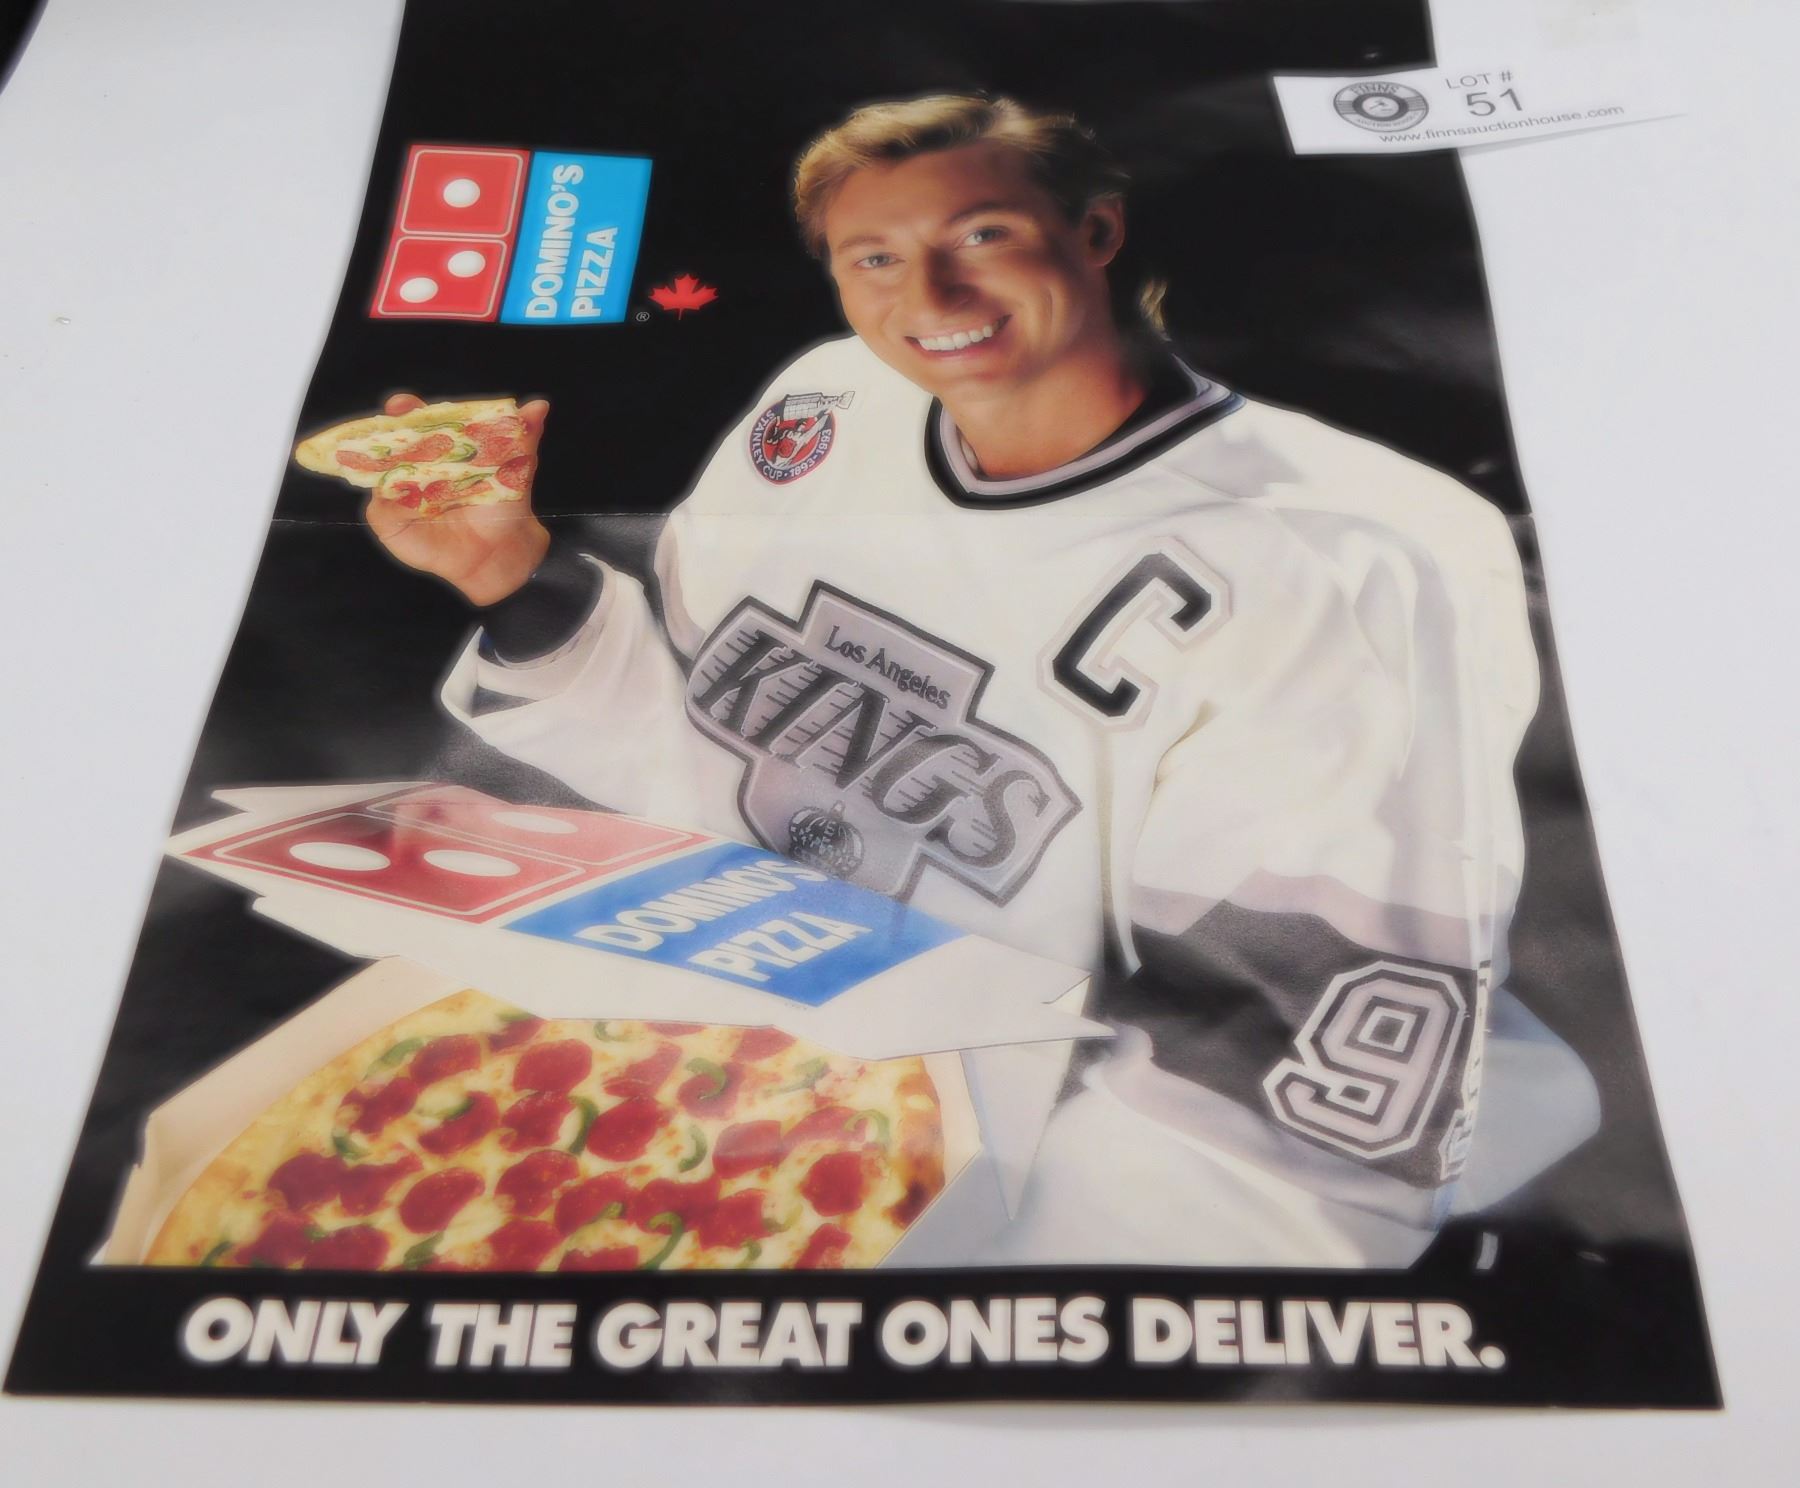 LOT #
51
www.finnsauctionhouse.com
DOMINO'S
PIZZA
®
STANLEY CUP • 1893-1993
C
Los Angeles
KINGS
DOMINO'S
PIZZA
9
ONLY THE GREAT ONES DELIVER.